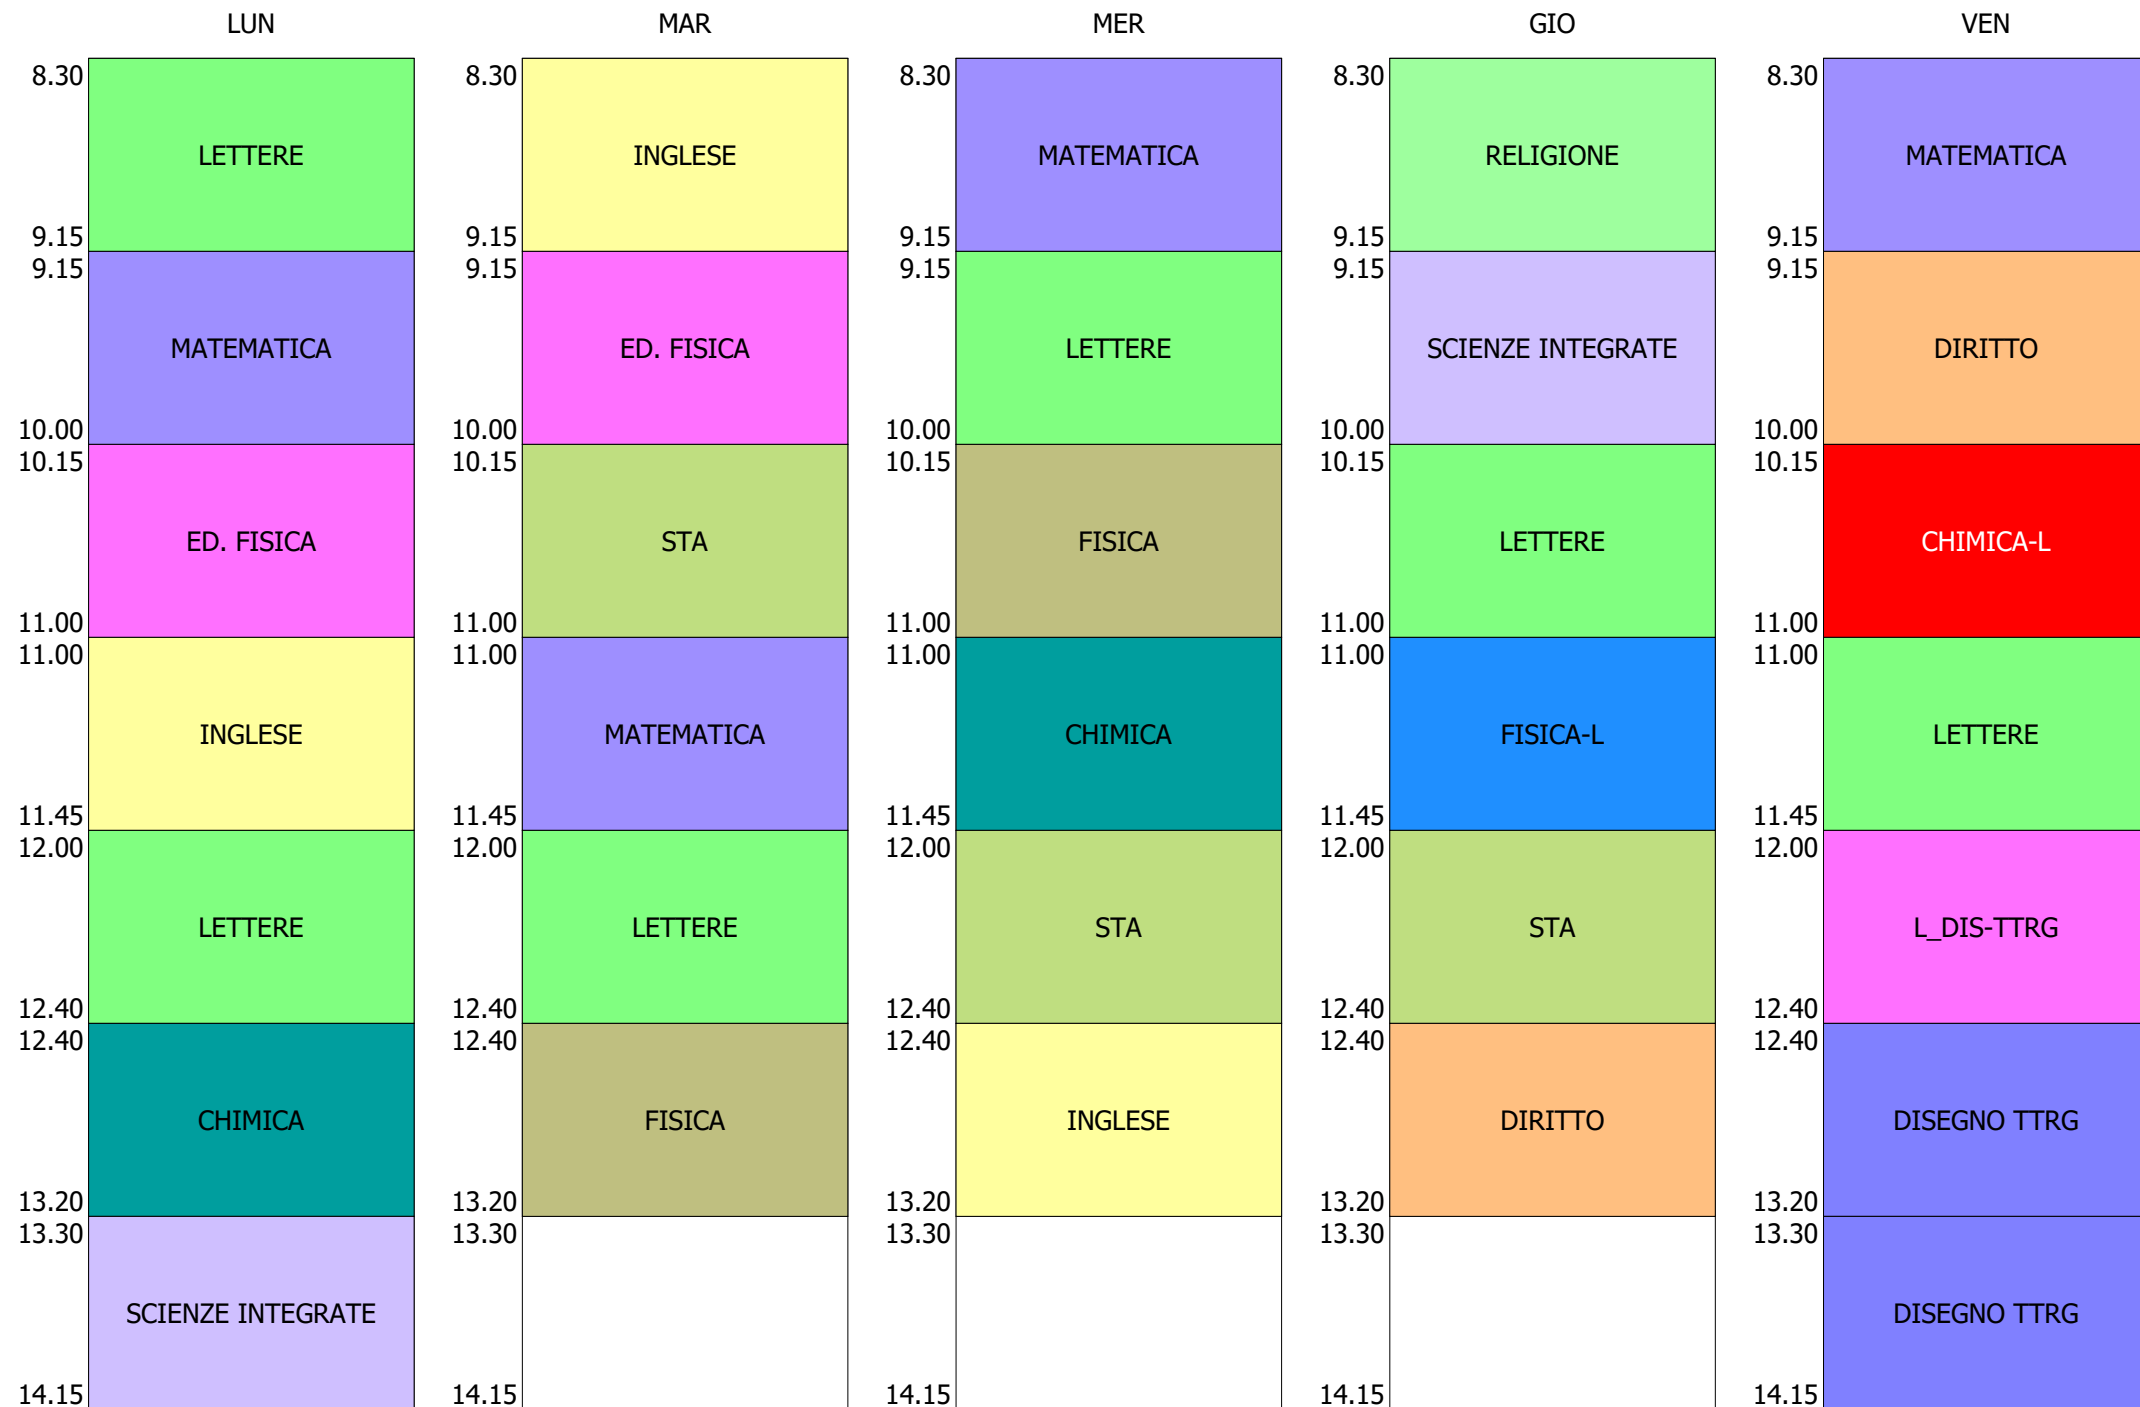 LUN MAR MER GIO VEN
8.30 8.30 8.30 8.30 8.30
LETTERE INGLESE MATEMATICA RELIGIONE MATEMATICA
9.15 9.15 9.15 9.15 9.15
9.15 9.15 9.15 9.15 9.15
MATEMATICA ED. FISICA LETTERE SCIENZE INTEGRATE DIRITTO
10.00 10.00 10.00 10.00 10.00
10.15 10.15 10.15 10.15 10.15
ED. FISICA STA FISICA LETTERE CHIMICA-L
11.00 11.00 11.00 11.00 11.00
11.00 11.00 11.00 11.00 11.00
INGLESE MATEMATICA CHIMICA FISICA-L LETTERE
11.45 11.45 11.45 11.45 11.45
12.00 12.00 12.00 12.00 12.00
LETTERE LETTERE STA STA L_DIS-TTRG
12.40 12.40 12.40 12.40 12.40
12.40 12.40 12.40 12.40 12.40
CHIMICA FISICA INGLESE DIRITTO DISEGNO TTRG
13.20 13.20 13.20 13.20 13.20
13.30 13.30 13.30 13.30 13.30
SCIENZE INTEGRATE DISEGNO TTRG
14.15 14.15 14.15 14.15 14.15